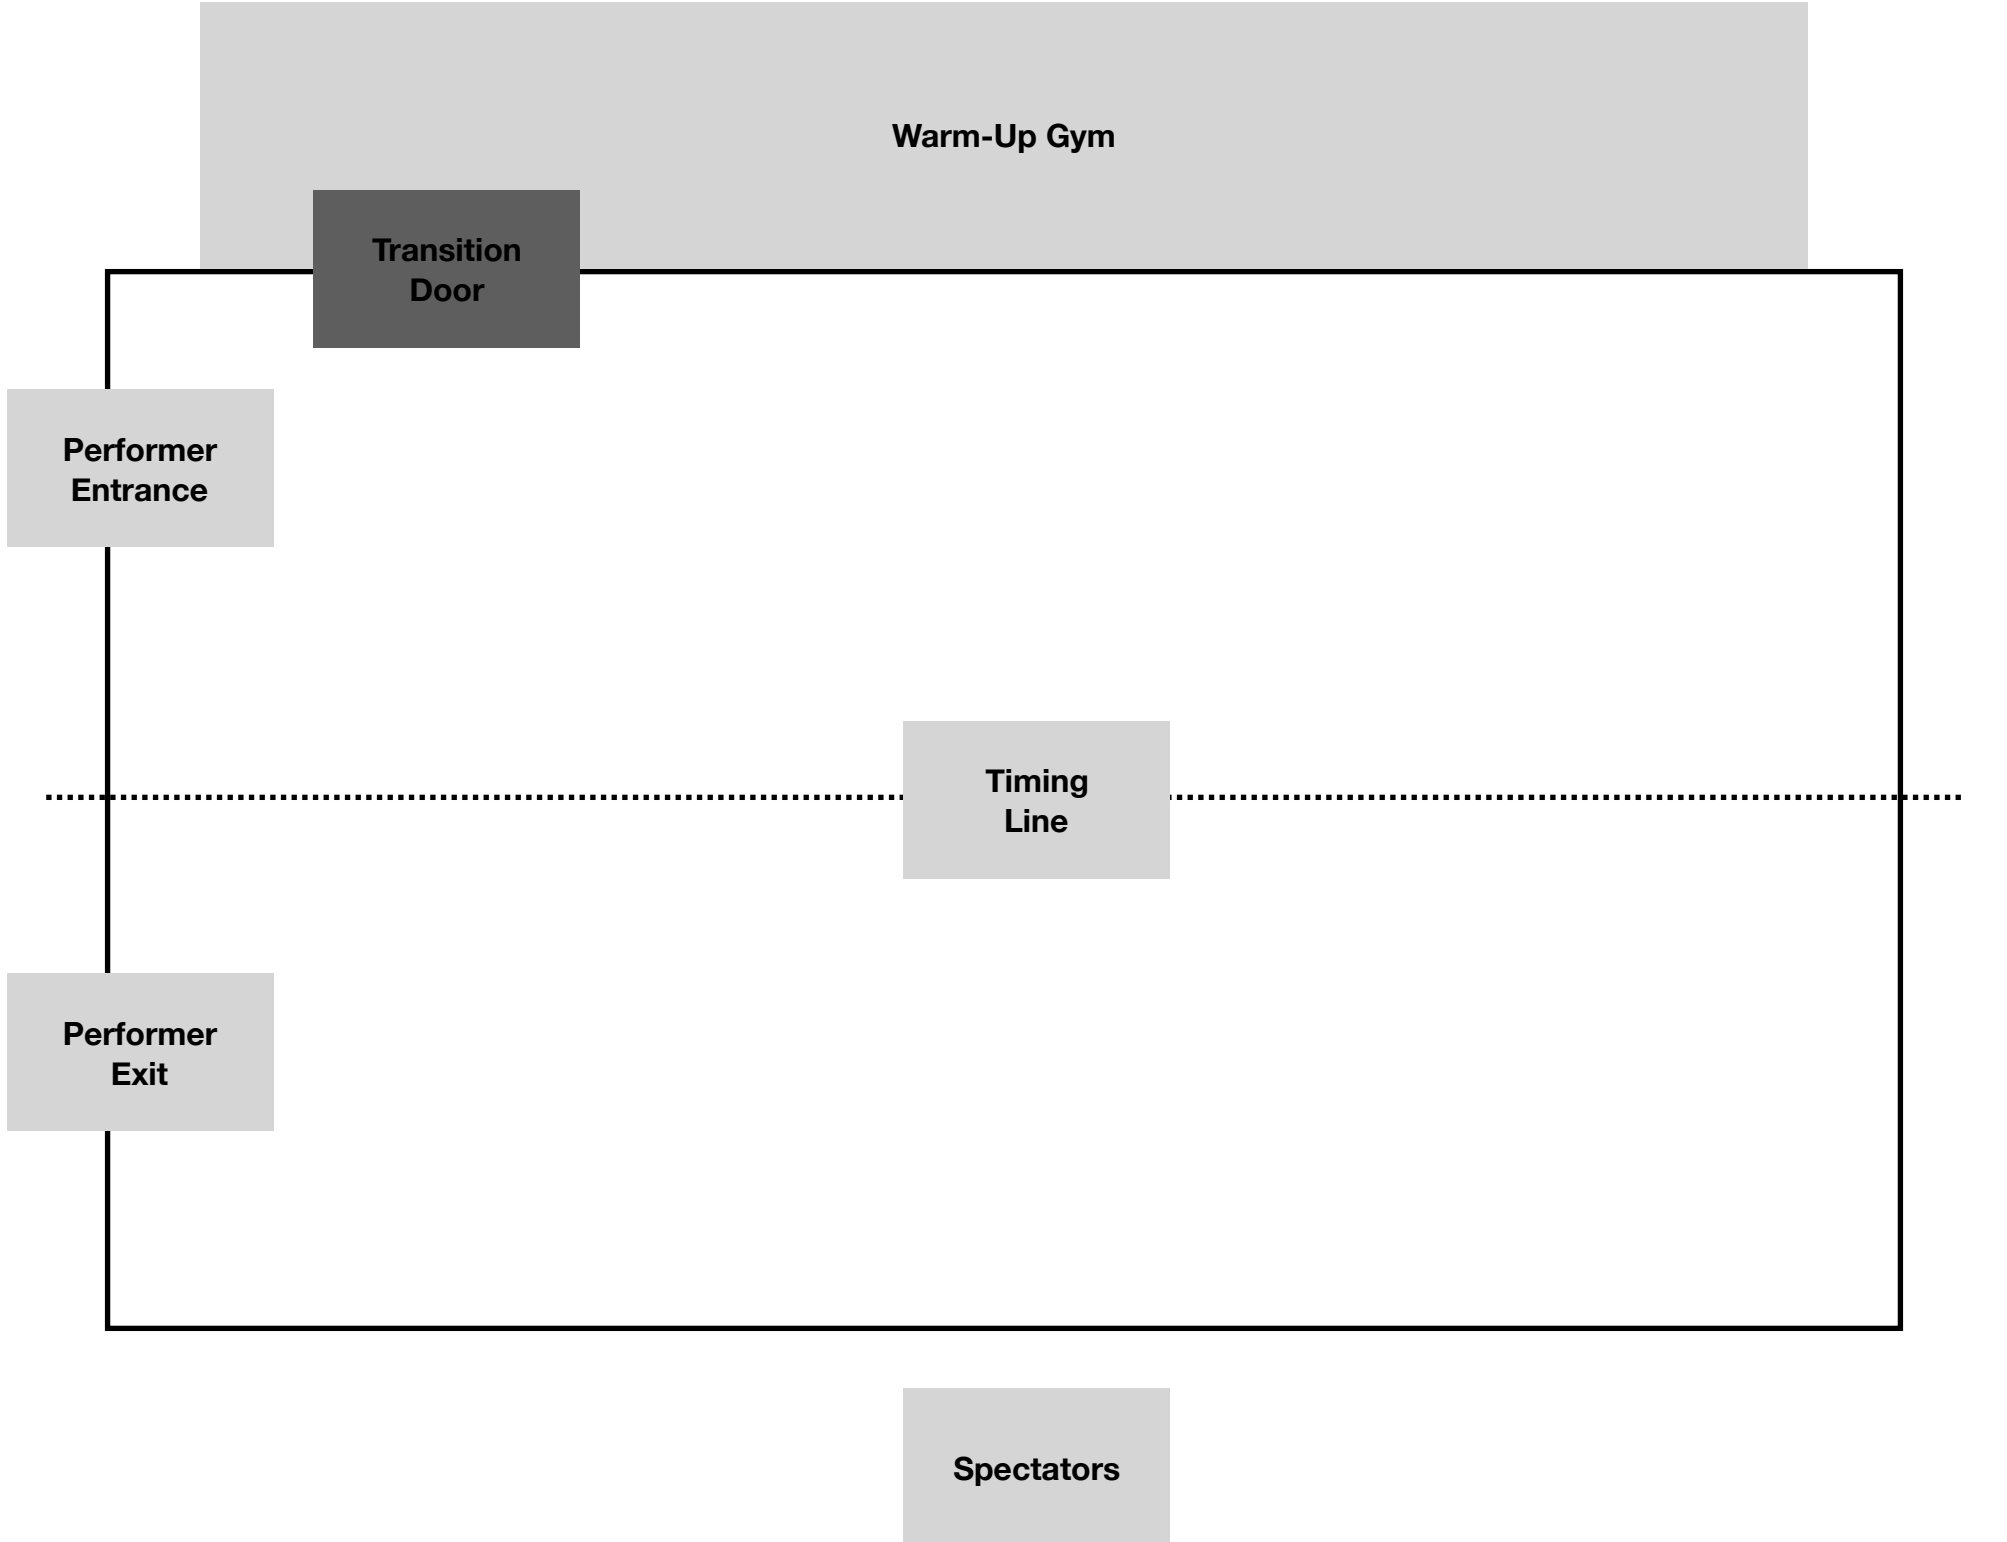 Warm-Up Gym
Transition
Door
Performer
Entrance
Timing
Line
Performer
Exit
Spectators